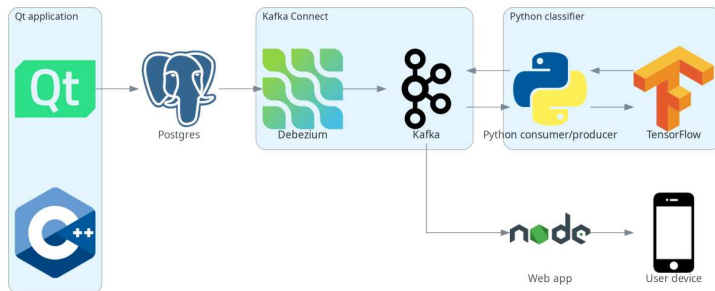 Qt application
Kafka Connect
Python classifier
Qt
Postgres
Debezium
Kafka
Python consumer/producer
TensorFlow
C++
node
Web app
User device